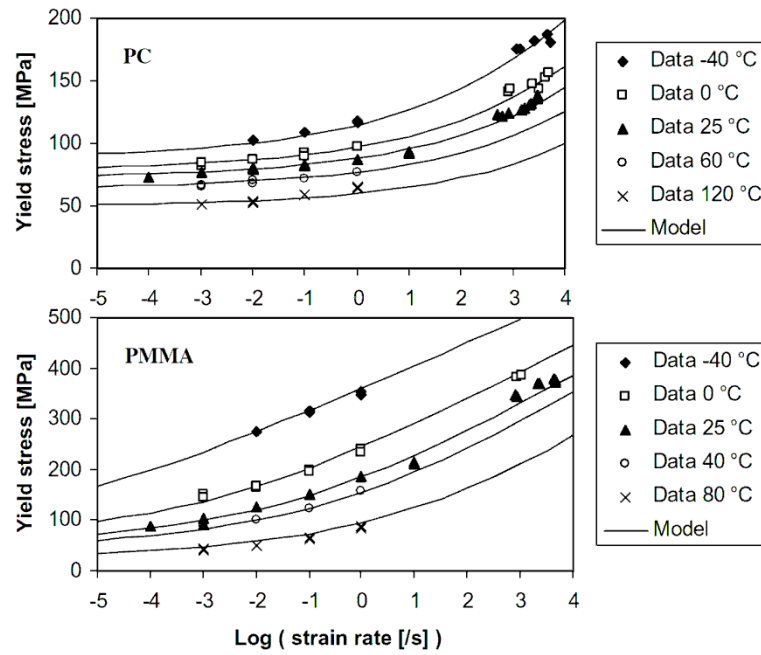 PC
Yield stress [MPa]
200
150
100
50
0
-5 -4 -3 -2 -1 0 1 2 3 4
Data -40 °C
Data 0 °C
Data 25 °C
Data 60 °C
Data 120 °C
Model
PMMA
Yield stress [MPa]
500
400
300
200
100
0
-5 -4 -3 -2 -1 0 1 2 3 4
Log ( strain rate [/s] )
Data -40 °C
Data 0 °C
Data 25 °C
Data 40 °C
Data 80 °C
Model